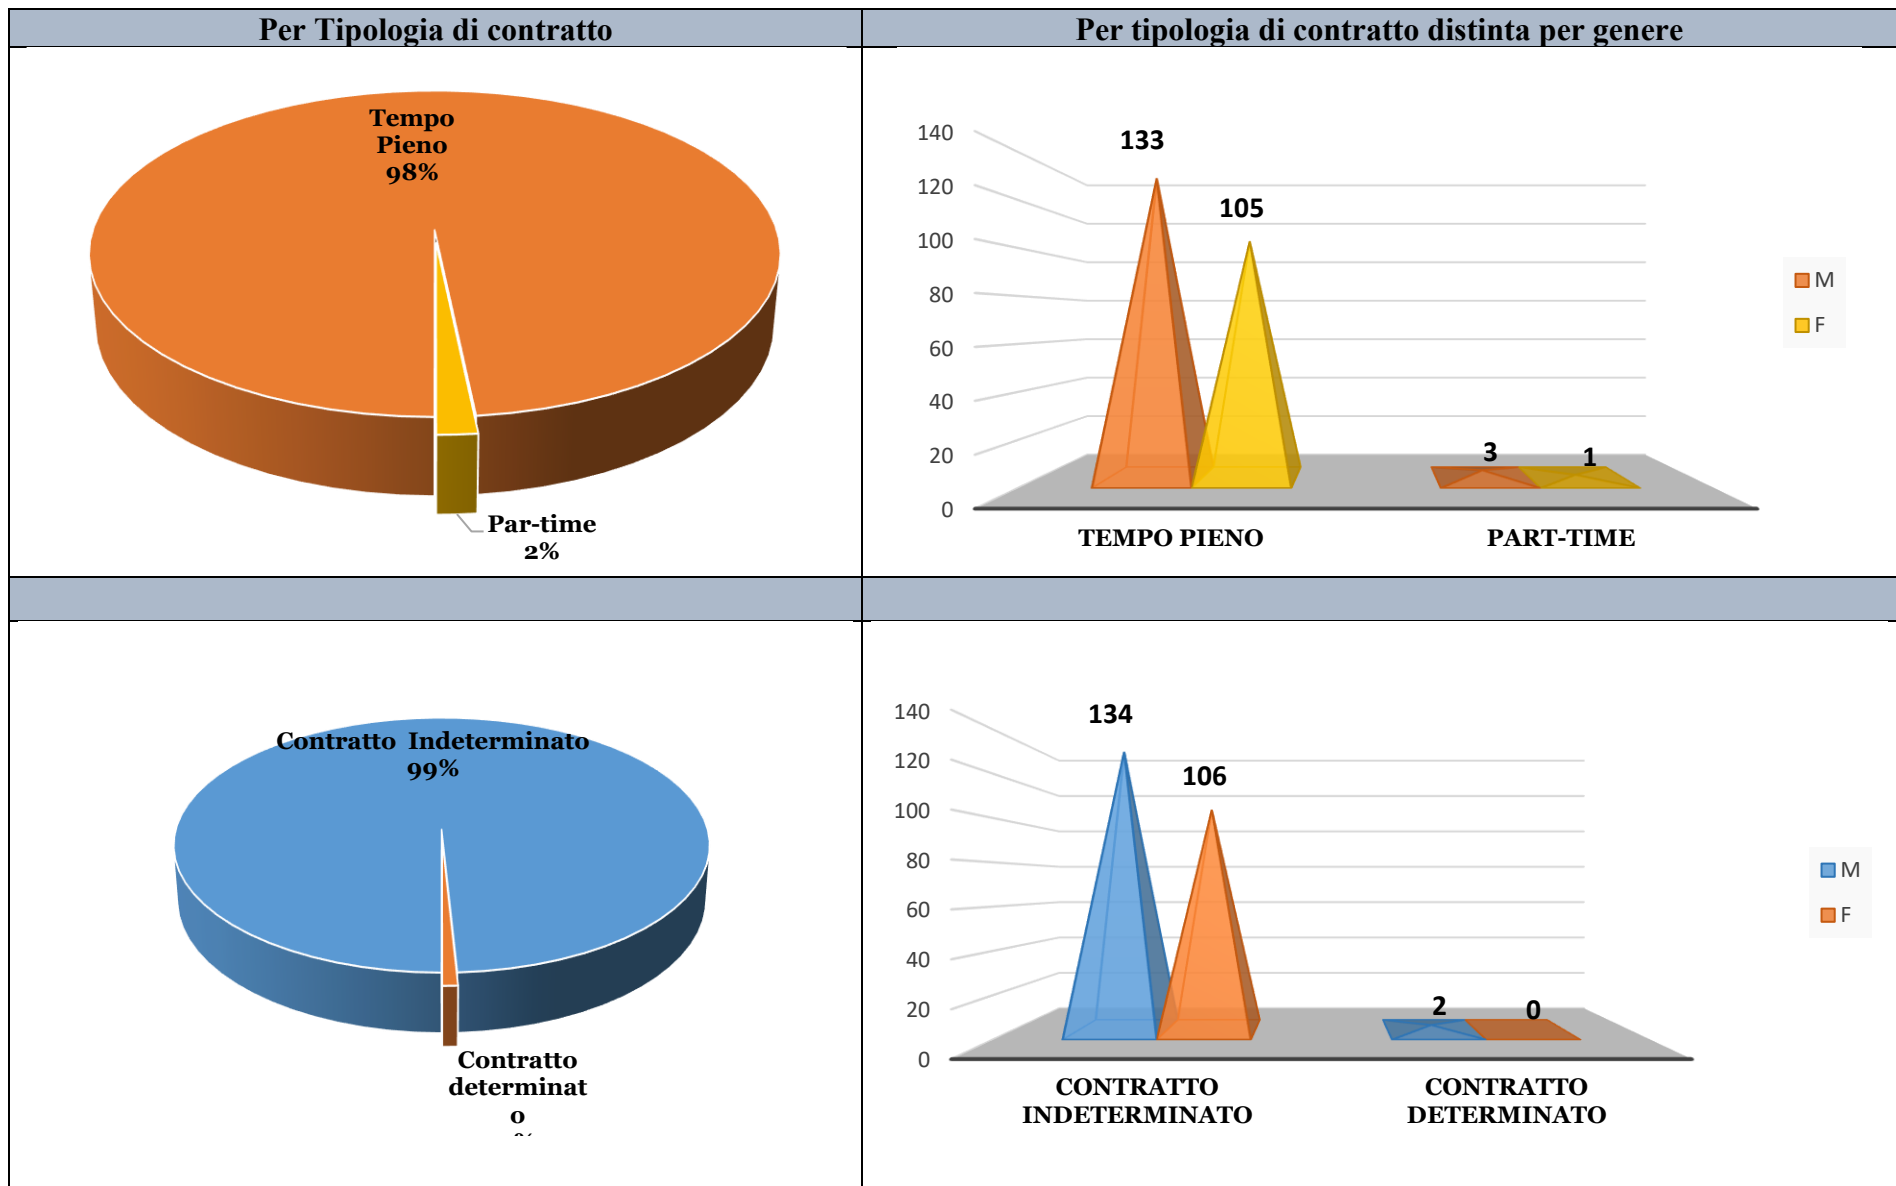 Per Tipologia di contratto
Per tipologia di contratto distinta per genere
Tempo
Pieno
98%
Par-time
2%
140
120
100
80
60
40
20
0
133
105
3
1
TEMPO PIENO
PART-TIME
M
F
Contratto Indeterminato
99%
Contratto
determinat
o
140
120
100
80
60
40
20
0
134
106
2
0
CONTRATTO
INDETERMINATO
CONTRATTO
DETERMINATO
M
F